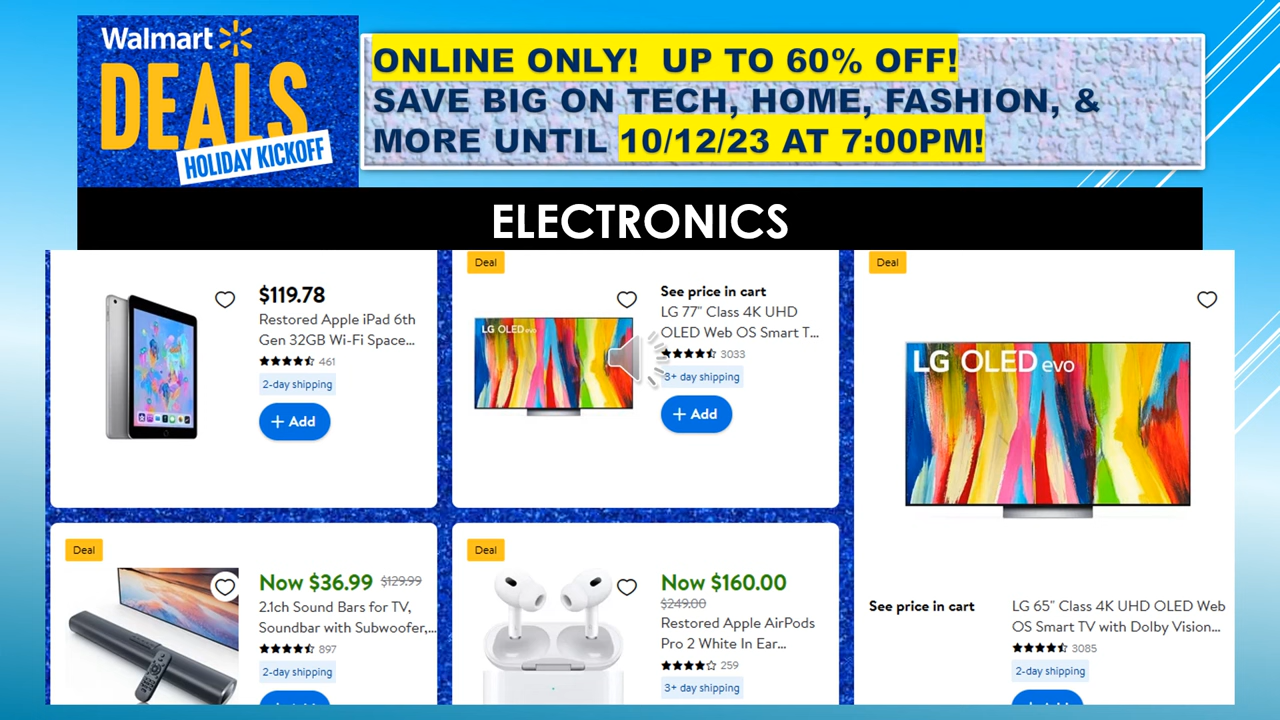 Walmart
DEALS
HOLIDAY KICKOFF
ONLINE ONLY! UP TO 60% OFF!
SAVE BIG ON TECH, HOME, FASHION, &
MORE UNTIL 10/12/23 AT 7:00PM!
ELECTRONICS
$119.78
Restored Apple iPad 6th
Gen 32GB Wi-Fi Space...
461
2-day shipping
+ Add
Deal
LG OLED evo
See price in cart
LG 77" Class 4K UHD
OLED Web OS Smart T...
3033
3+ day shipping
+ Add
Deal
LG OLED evo
See price in cart
LG 65" Class 4K UHD OLED Web
OS Smart TV with Dolby Vision...
3085
2-day shipping
Deal
Now $36.99 $129.99
2.1ch Sound Bars for TV,
Soundbar with Subwoofer,...
897
2-day shipping
Deal
Now $160.00
$249.00
Restored Apple AirPods
Pro 2 White In Ear...
259
3+ day shipping